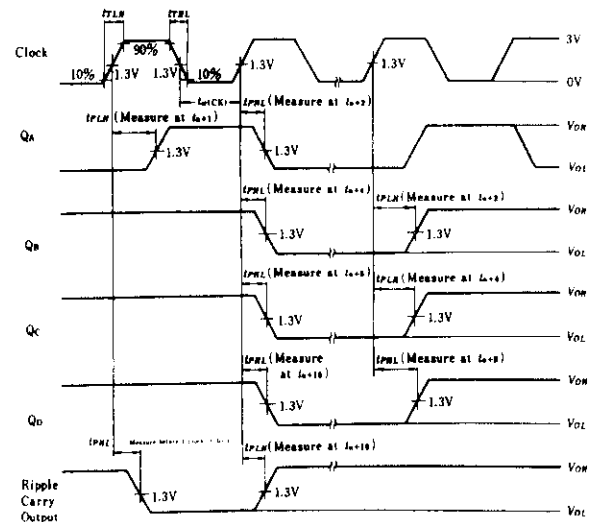 tTLH tTHL
Clock
90%
3V
10% 1.3V 1.3V 10% 1.3V 1.3V
0V
tw(CK)
tPHL (Measure at tn+2)
tPLH (Measure at tn+1)
QA
VOH
1.3V 1.3V
VOL
tPHL (Measure at tn+4) tPLH (Measure at tn+2)
VOH
QB
1.3V 1.3V
VOL
tPHL (Measure at tn+8) tPLH (Measure at tn+4)
VOH
QC
1.3V 1.3V
VOL
tPHL (Measure at tn+16) tPHL (Measure at tn+8)
VOH
QD
1.3V 1.3V
VOL
tPHL
tPLH (Measure at tn+16)
VOH
Ripple Carry Output
1.3V 1.3V
VOL